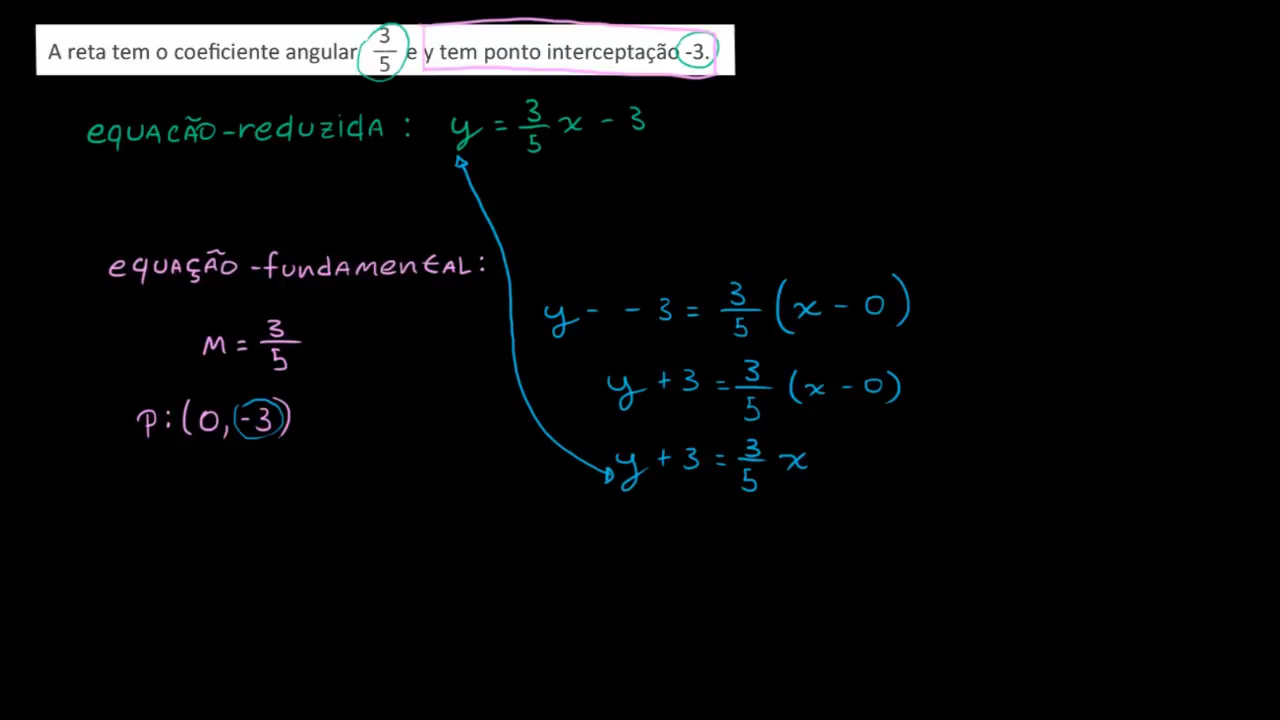 A reta tem o coeficiente angular 3/5 e y tem ponto interceptação -3.
equacão-reduzida : y = 3/5 x - 3
equação-fundamental:
y - - 3 = 3/5 (x - 0)
m = 3/5
y + 3 = 3/5 (x - 0)
P:(0, -3)
y + 3 = 3/5 x